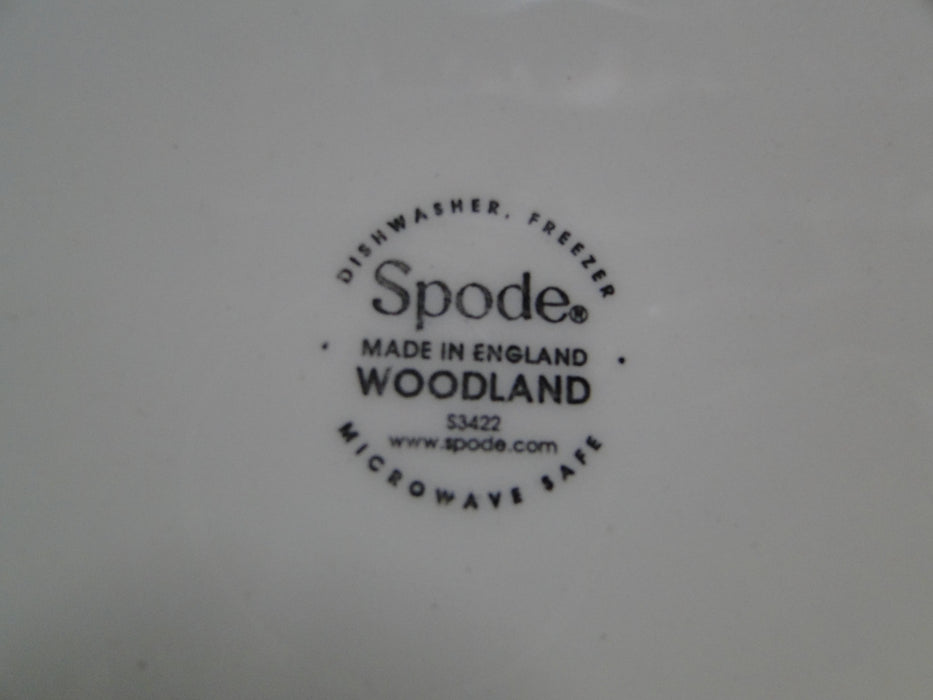 DISHWASHER, FREEZER
Spode®
MADE IN ENGLAND
WOODLAND
S3422
www.spode.com
MICROWAVE SAFE